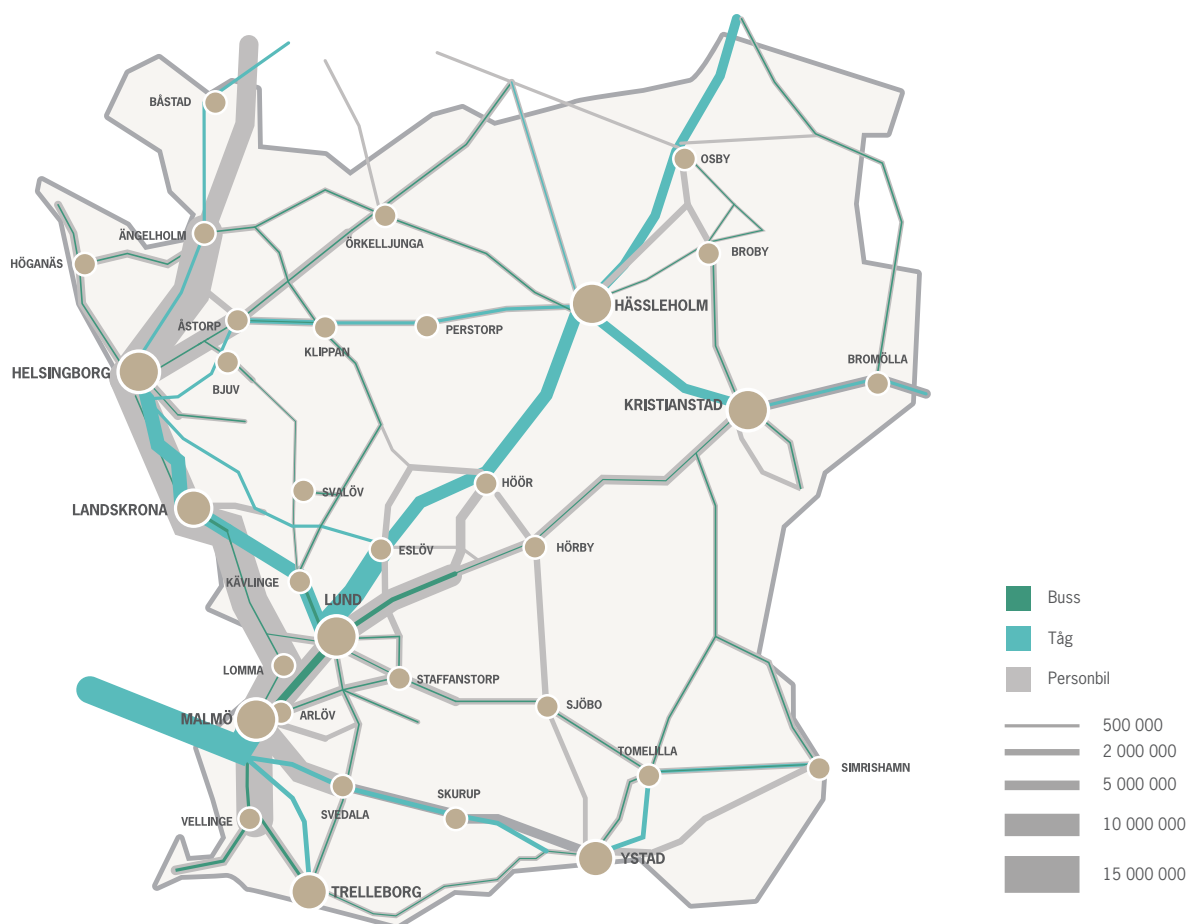 BÅSTAD
OSBY
ÄNGELHOLM
ÖRKELLJUNGA
BROBY
HÖGANÄS
HÄSSLEHOLM
ÅSTORP
PERSTORP
KLIPPAN
BROMÖLLA
HELSINGBORG
BJUV
KRISTIANSTAD
HÖÖR
SVALÖV
LANDSKRONA
HÖRBY
ESLÖV
KÄVLINGE
LUND
Buss
Tåg
LOMMA
STAFFANSTORP
Personbil
SJÖBO
MALMÖ
ARLÖV
500 000
TOMELILLA
2 000 000
SIMRISHAMN
5 000 000
SKURUP
SVEDALA
VELLINGE
10 000 000
YSTAD
15 000 000
TRELLEBORG